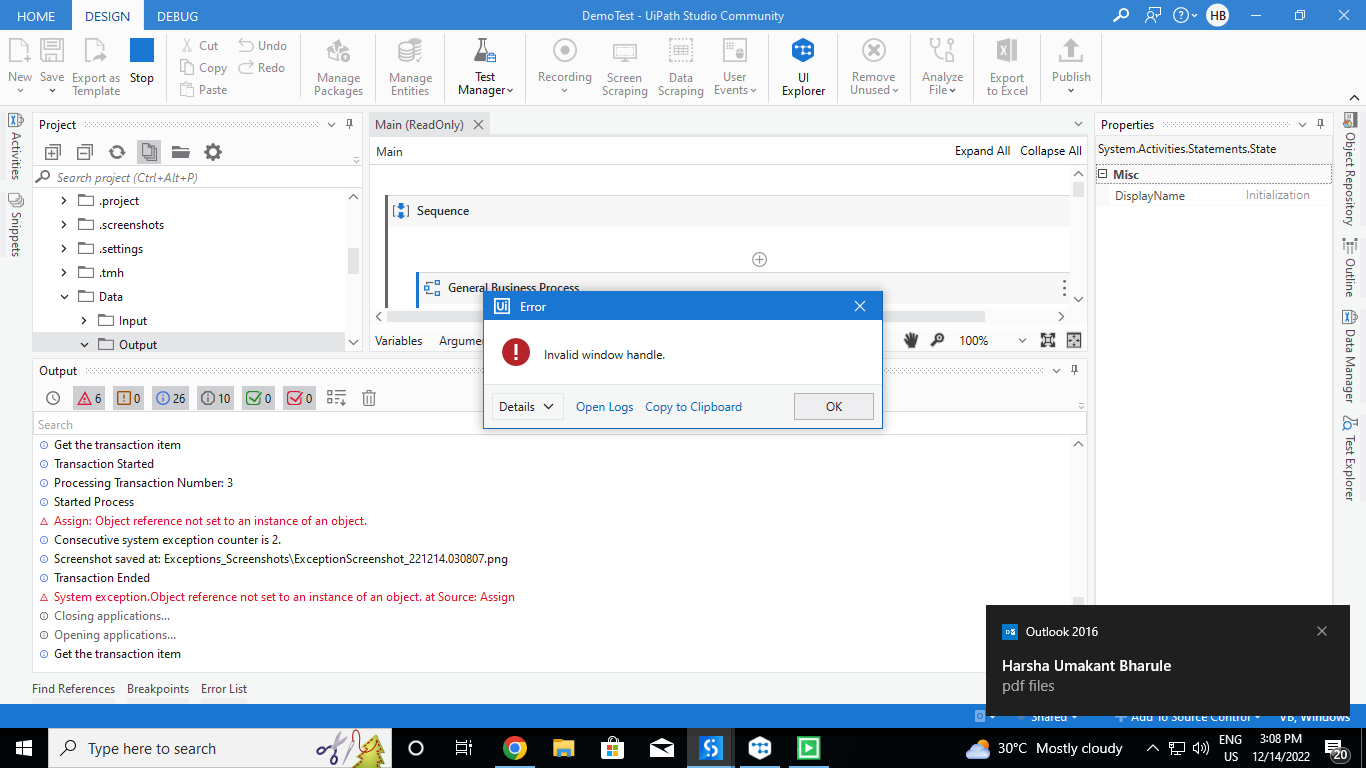 HOME DESIGN DEBUG DemoTest - UiPath Studio Community HB
New Save Export as Template Stop Cut Copy Paste Undo Redo Manage Packages Manage Entities Test Manager Recording Screen Scraping Data Scraping User Events UI Explorer Remove Unused Analyze File Export to Excel Publish
Activities
Snippets
Project
Search project (Ctrl+Alt+P)
.project
.screenshots
.settings
.tmh
Data
Input
Output
Main (ReadOnly)
Main Expand All Collapse All
Sequence
General Business Process
Variables Argumen 100%
Properties
System.Activities.Statements.State
Misc
DisplayName Initialization
Object Repository
Outline
Data Manager
Test Explorer
Ui Error
Invalid window handle.
Details Open Logs Copy to Clipboard OK
Output
6 0 26 10 0 0
Search
Get the transaction item
Transaction Started
Processing Transaction Number: 3
Started Process
Assign: Object reference not set to an instance of an object.
Consecutive system exception counter is 2.
Screenshot saved at: Exceptions_Screenshots\ExceptionScreenshot_221214.030807.png
Transaction Ended
System exception.Object reference not set to an instance of an object. at Source: Assign
Closing applications...
Opening applications...
Get the transaction item
Find References Breakpoints Error List
Outlook 2016
Harsha Umakant Bharule
pdf files
Shared Add To Source Control VB, Windows
Type here to search
30°C Mostly cloudy
ENG
US
3:08 PM
12/14/2022
20